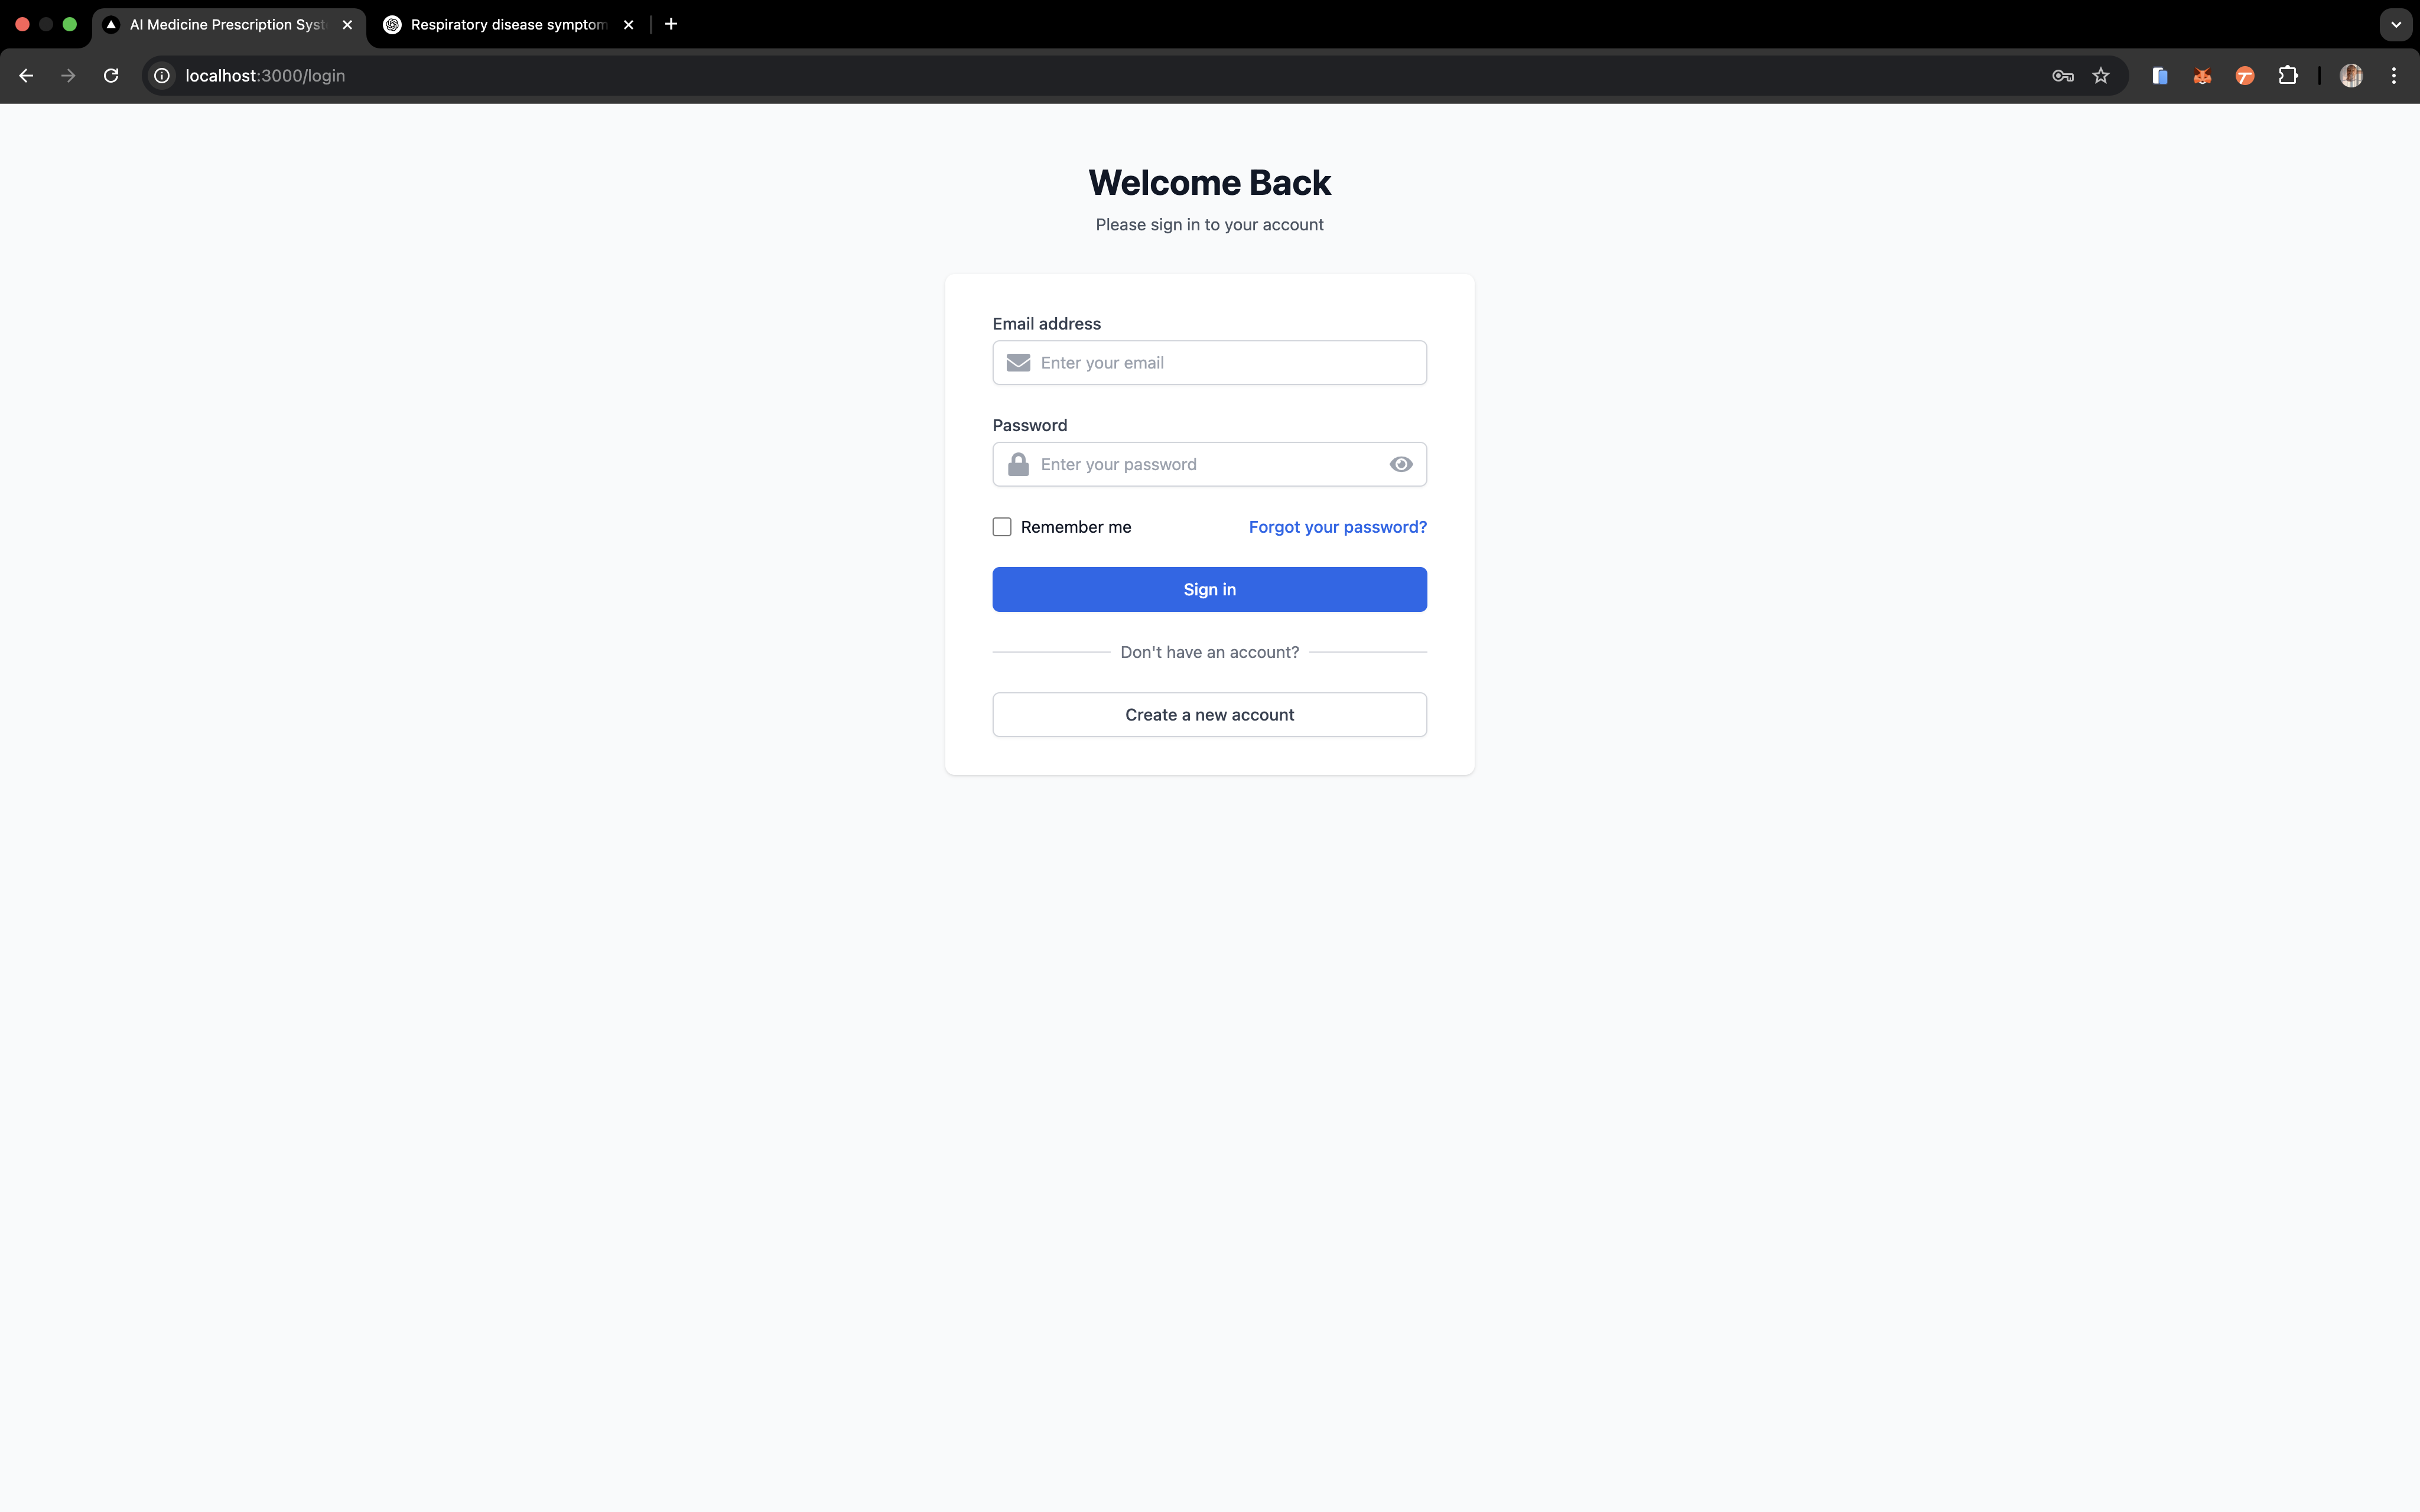 AI Medicine Prescription Syst
Respiratory disease symptom
localhost:3000/login
Welcome Back
Please sign in to your account
Email address
Enter your email
Password
Enter your password
Remember me
Forgot your password?
Sign in
Don't have an account?
Create a new account